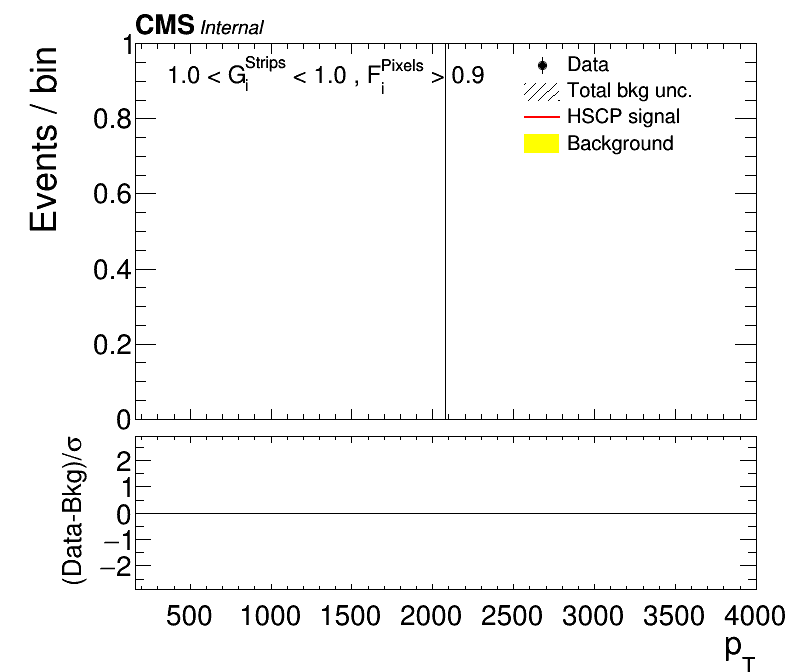 CMS Internal
1.0 < G_i^Strips < 1.0 , F_i^Pixels > 0.9
Data
Total bkg unc.
HSCP signal
Background
Events / bin
1
0.8
0.6
0.4
0.2
0
(Data-Bkg)/σ
2
1
0
−1
−2
500 1000 1500 2000 2500 3000 3500 4000
p_T